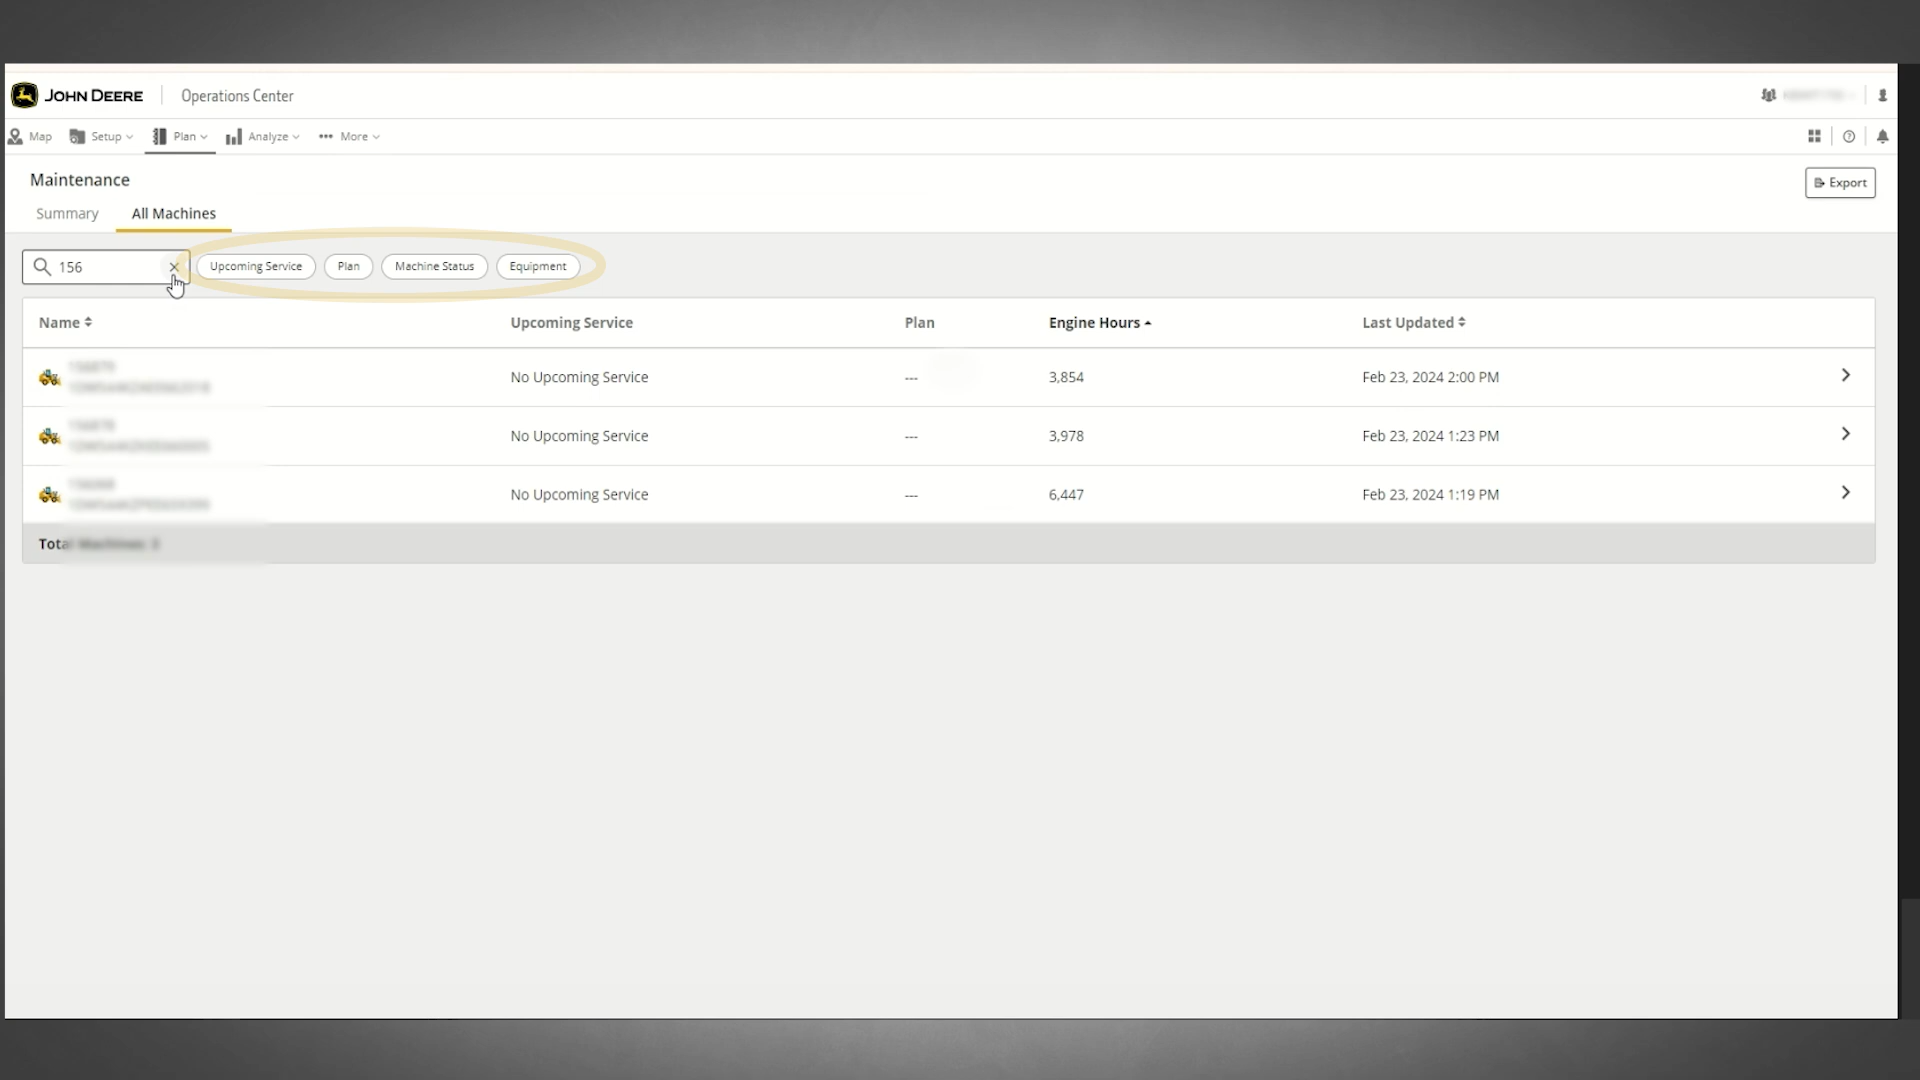 JOHN DEERE Operations Center
Map Setup Plan Analyze More
Maintenance
Export
Summary All Machines
156 Upcoming Service Plan Machine Status Equipment
Name Upcoming Service Plan Engine Hours Last Updated
No Upcoming Service --- 3,854 Feb 23, 2024 2:00 PM
No Upcoming Service --- 3,978 Feb 23, 2024 1:23 PM
No Upcoming Service --- 6,447 Feb 23, 2024 1:19 PM
Total Machines: 3